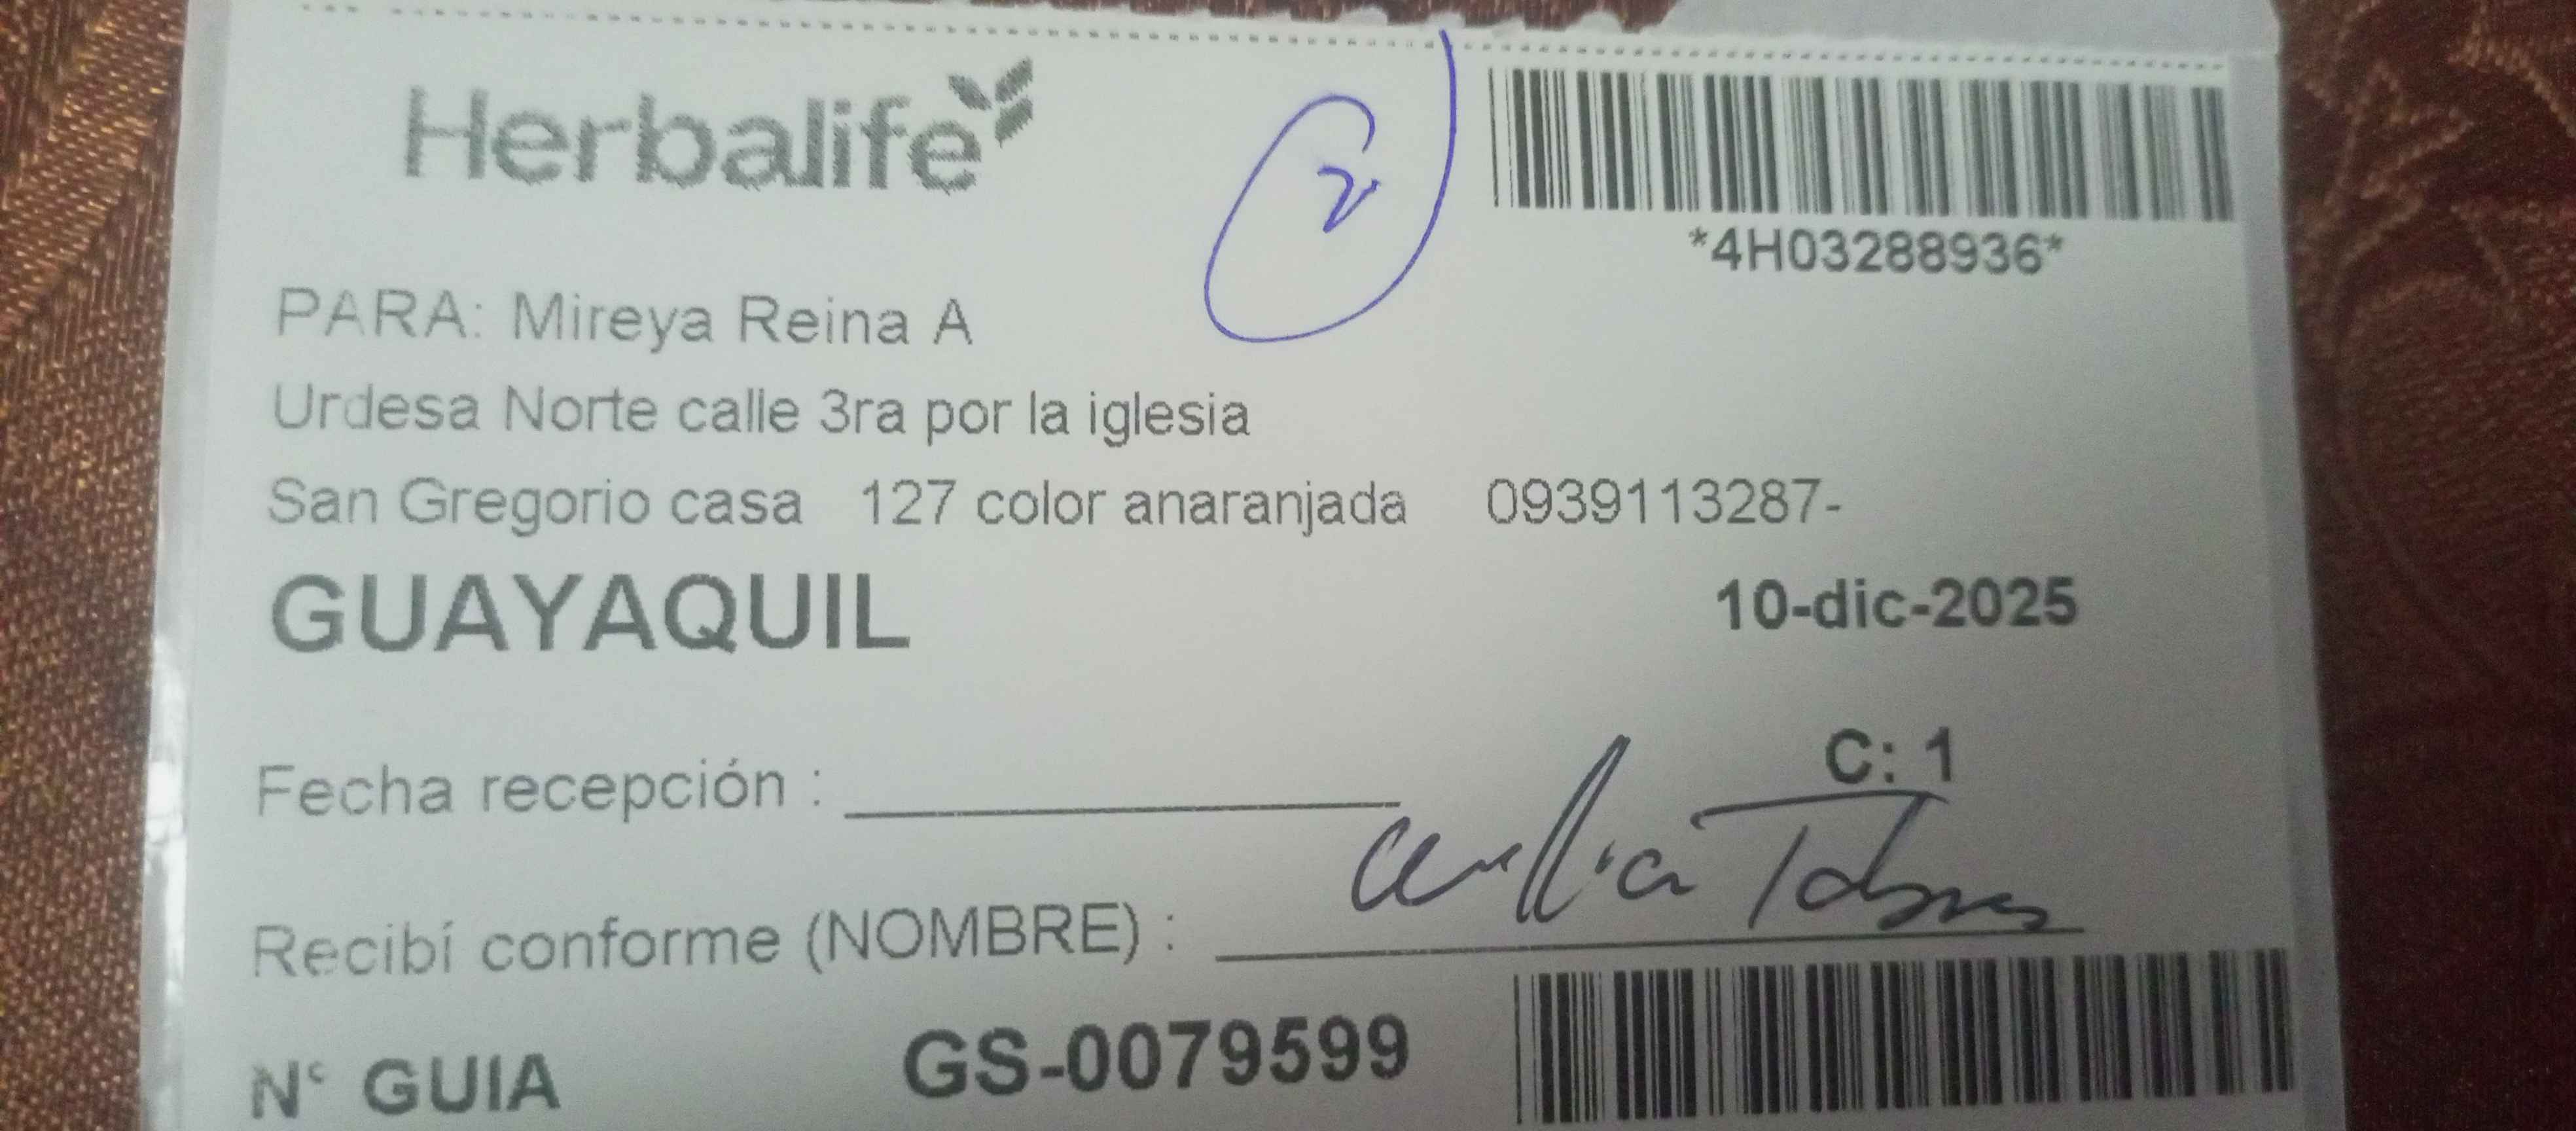 Herbalife
2
*4H03288936*
PARA: Mireya Reina A
Urdesa Norte calle 3ra por la iglesia
San Gregorio casa 127 color anaranjada 0939113287-
GUAYAQUIL 10-dic-2025
C: 1
Fecha recepción :
Recibí conforme (NOMBRE) :
N° GUIA GS-0079599